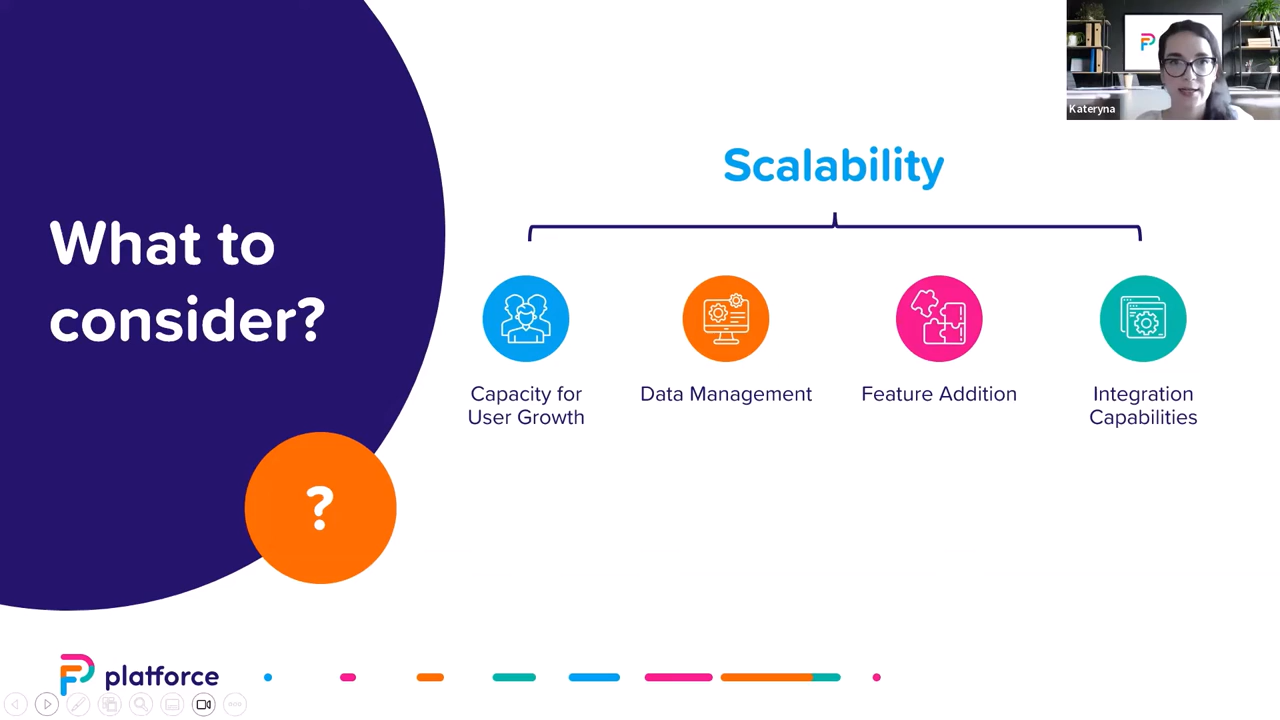 Kateryna
Scalability
What to
consider?
Capacity for
User Growth
Data Management
Feature Addition
Integration
Capabilities
?
platforce